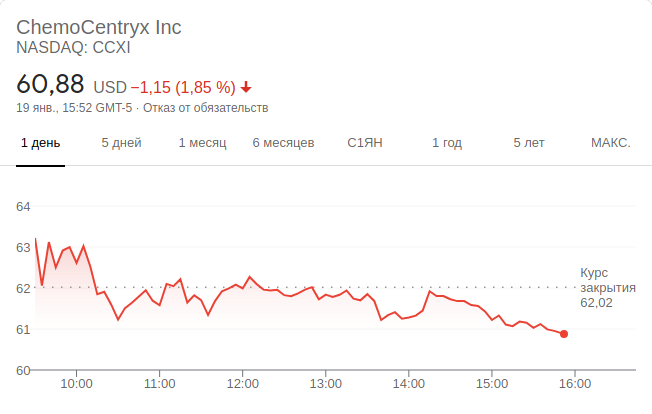 ChemoCentryx Inc
NASDAQ: CCXI
60,88 USD −1,15 (1,85 %)
19 янв., 15:52 GMT-5 · Отказ от обязательств
1 день 5 дней 1 месяц 6 месяцев С1ЯН 1 год 5 лет МАКС.
64
63
62
61
60
Курс
закрытия
62,02
10:00 11:00 12:00 13:00 14:00 15:00 16:00